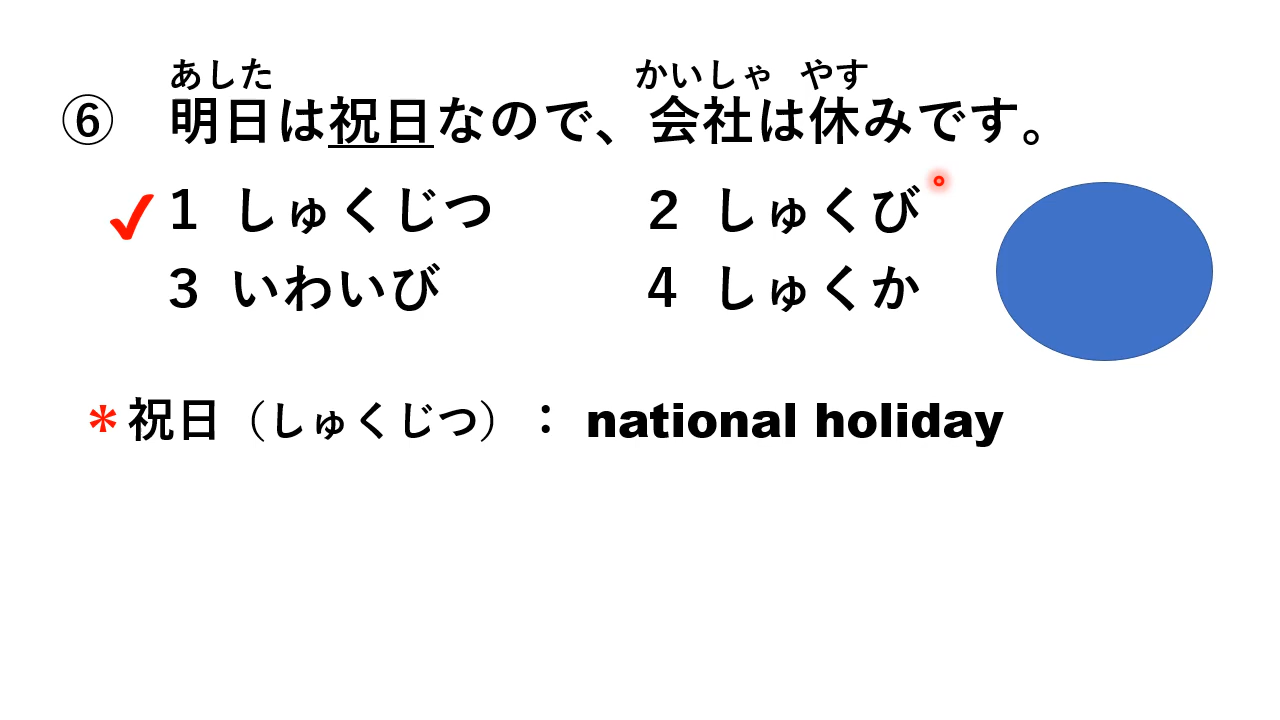 あした かいしゃ やす
⑥ 明日は祝日なので、会社は休みです。
✓1 しゅくじつ 2 しゅくび
3 いわいび 4 しゅくか
*祝日（しゅくじつ）： national holiday